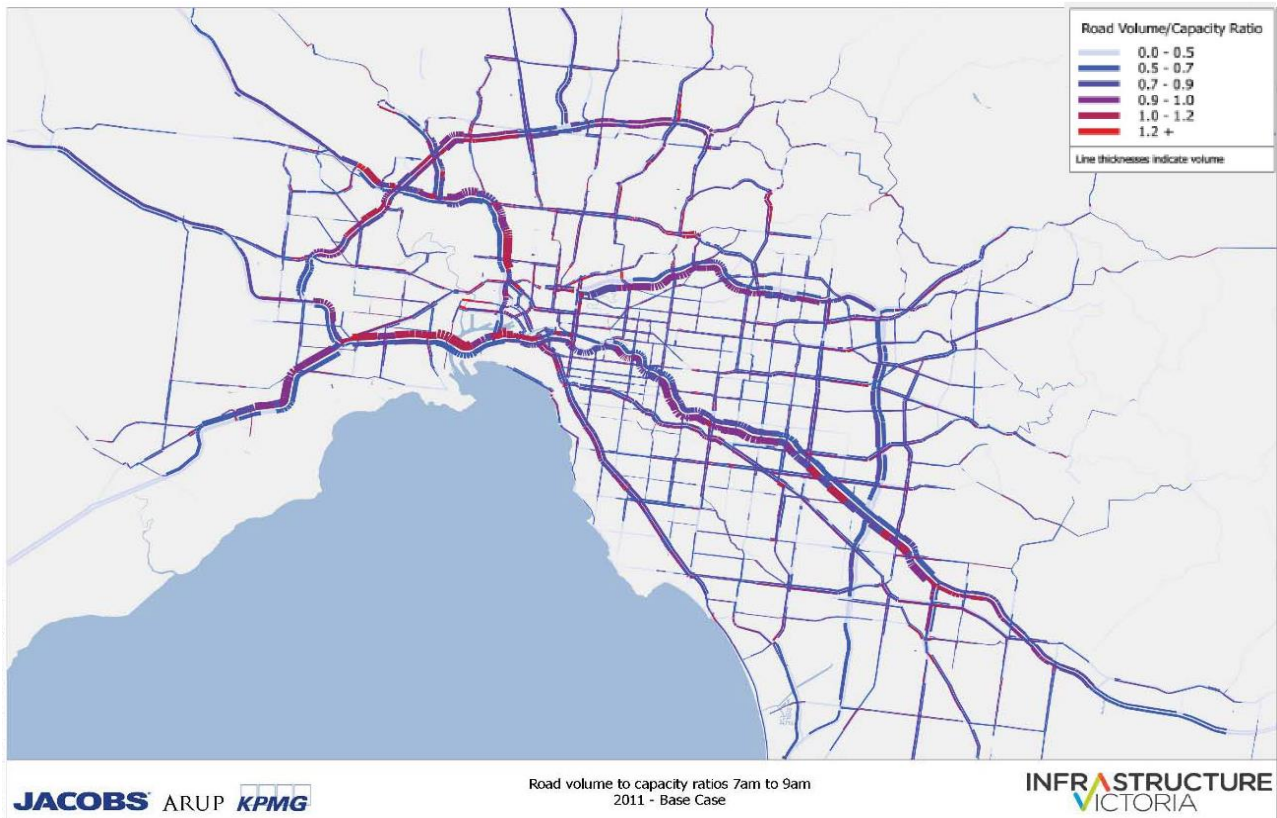 Road Volume/Capacity Ratio
0.0 - 0.5
0.5 - 0.7
0.7 - 0.9
0.9 - 1.0
1.0 - 1.2
1.2 +
Line thicknesses indicate volume
JACOBS ARUP KPMG
Road volume to capacity ratios 7am to 9am
2011 - Base Case
INFRASTRUCTURE
VICTORIA